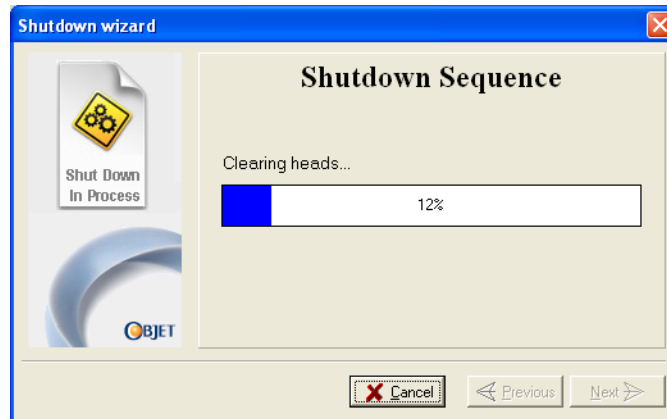 Shutdown wizard
Shutdown Sequence
Shut Down
In Process
Clearing heads...
12%
OBJET
Cancel
Previous
Next